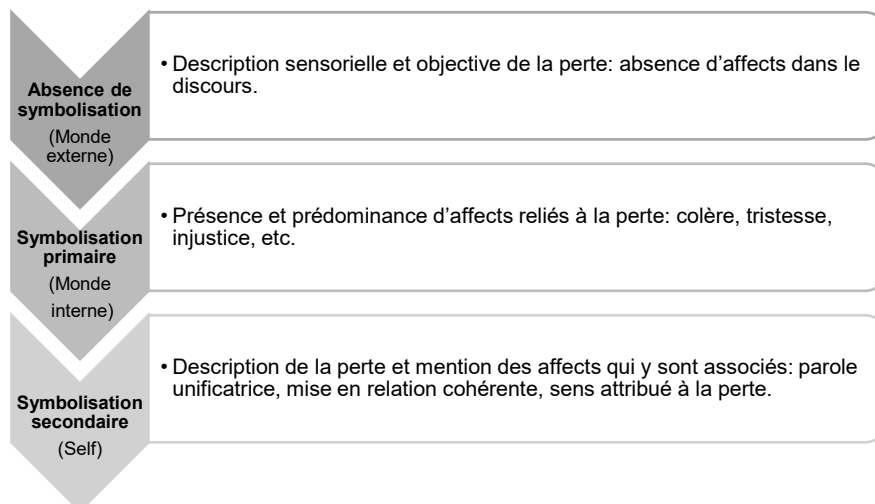 Absence de
symbolisation
(Monde
externe)
• Description sensorielle et objective de la perte: absence d'affects dans le
discours.
Symbolisation
primaire
(Monde
interne)
• Présence et prédominance d'affects reliés à la perte: colère, tristesse,
injustice, etc.
Symbolisation
secondaire
(Self)
• Description de la perte et mention des affects qui y sont associés: parole
unificatrice, mise en relation cohérente, sens attribué à la perte.